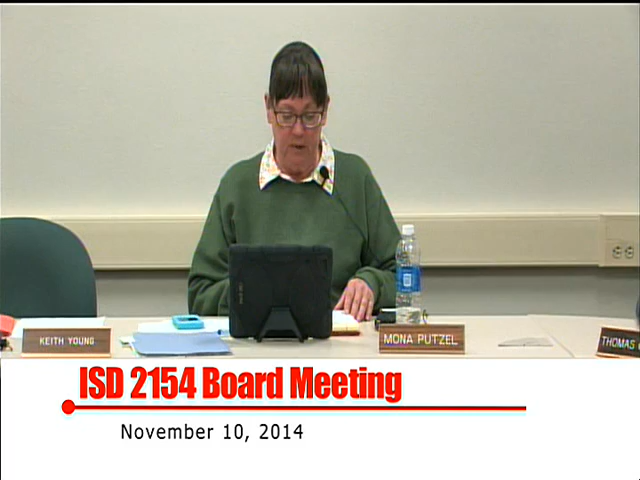 KEITH YOUNG
MONA PUTZEL
THOMAS
ISD 2154 Board Meeting
November 10, 2014